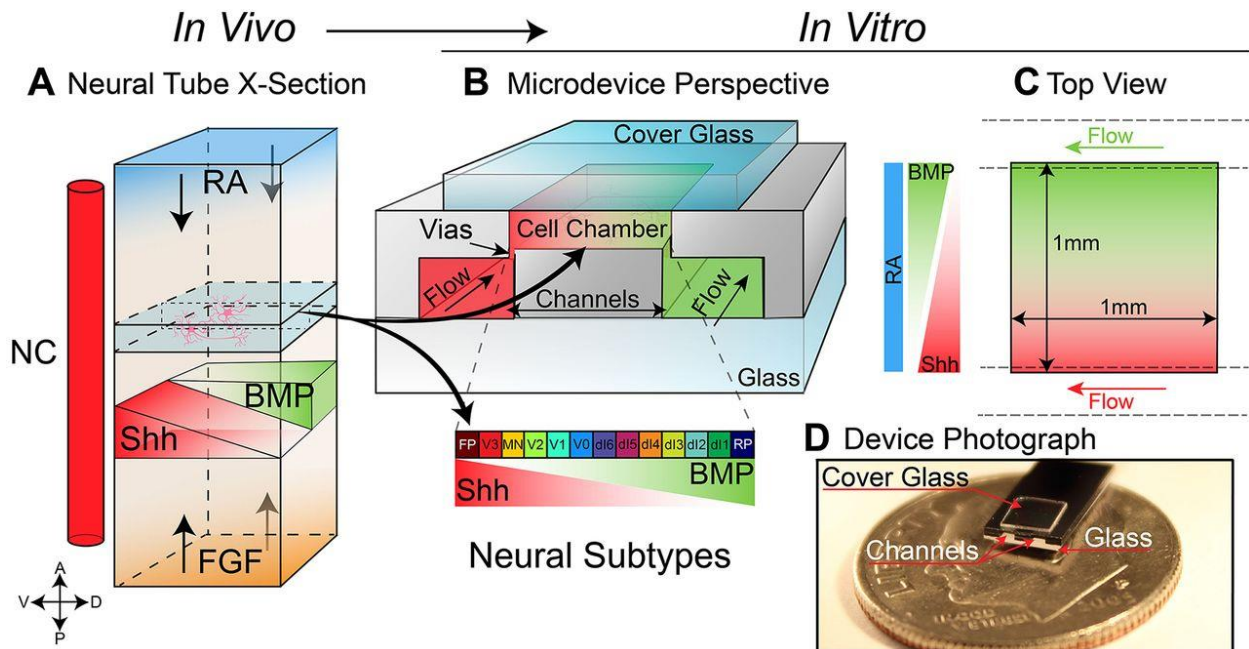 In Vivo
In Vitro
A Neural Tube X-Section
B Microdevice Perspective
C Top View
RA
NC
BMP
Shh
FGF
A
V D
P
Cover Glass
Vias
Cell Chamber
Flow
Channels
Flow
Glass
FP V3 MN V2 V1 V0 dI6 dI5 dI4 dI3 dI2 dI1 RP
Shh
BMP
Neural Subtypes
Flow
RA
BMP
Shh
1mm
1mm
Flow
D Device Photograph
Cover Glass
Channels
Glass